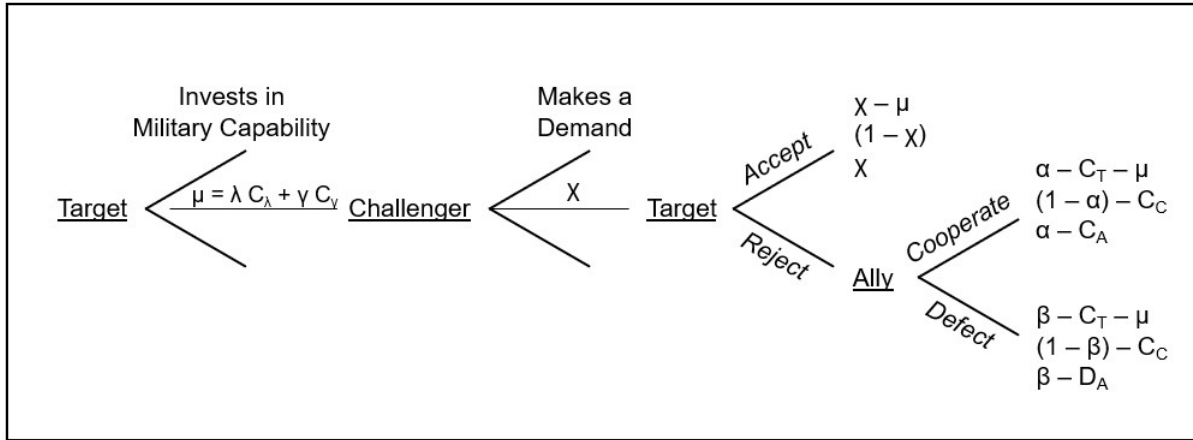 Invests in
Military Capability
Makes a
Demand
Target
μ = λ C_λ + γ C_γ
Challenger
χ
Target
Accept
Reject
χ – μ
(1 – χ)
χ
Ally
Cooperate
Defect
α – C_T – μ
(1 – α) – C_C
α – C_A
β – C_T – μ
(1 – β) – C_C
β – D_A